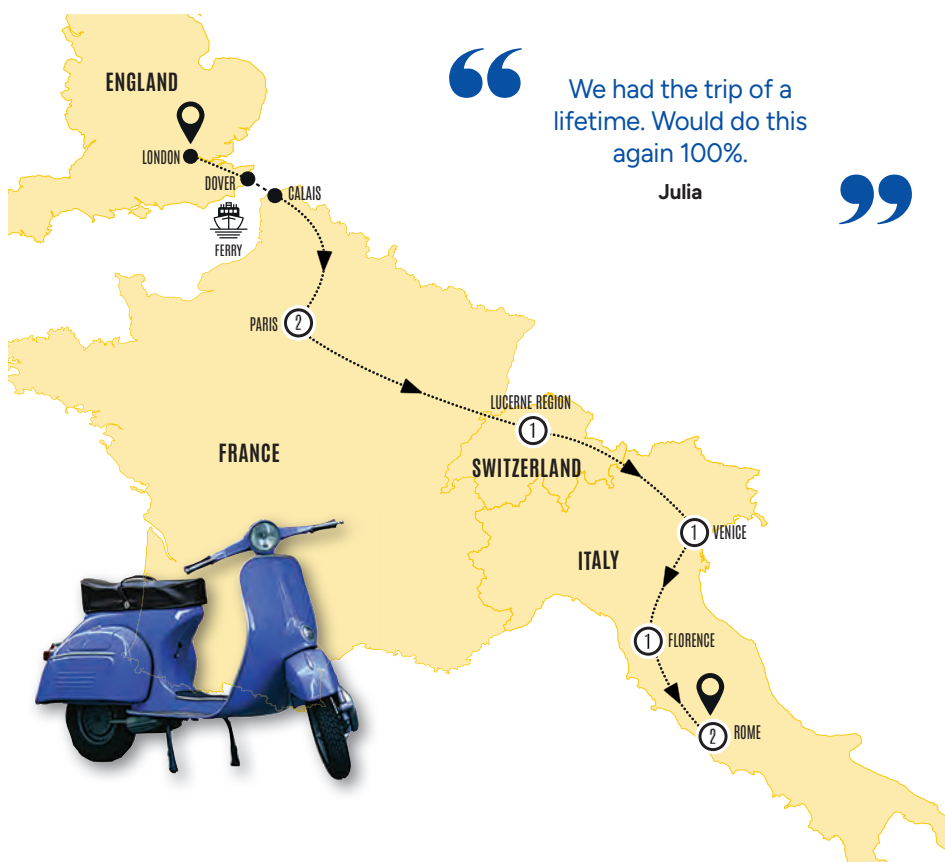 ENGLAND
“
We had the trip of a
lifetime. Would do this
again 100%.
Julia
”
LONDON
DOVER
CALAIS
FERRY
PARIS
2
LUCERNE REGION
1
FRANCE
SWITZERLAND
1
VENICE
ITALY
1
FLORENCE
2
ROME